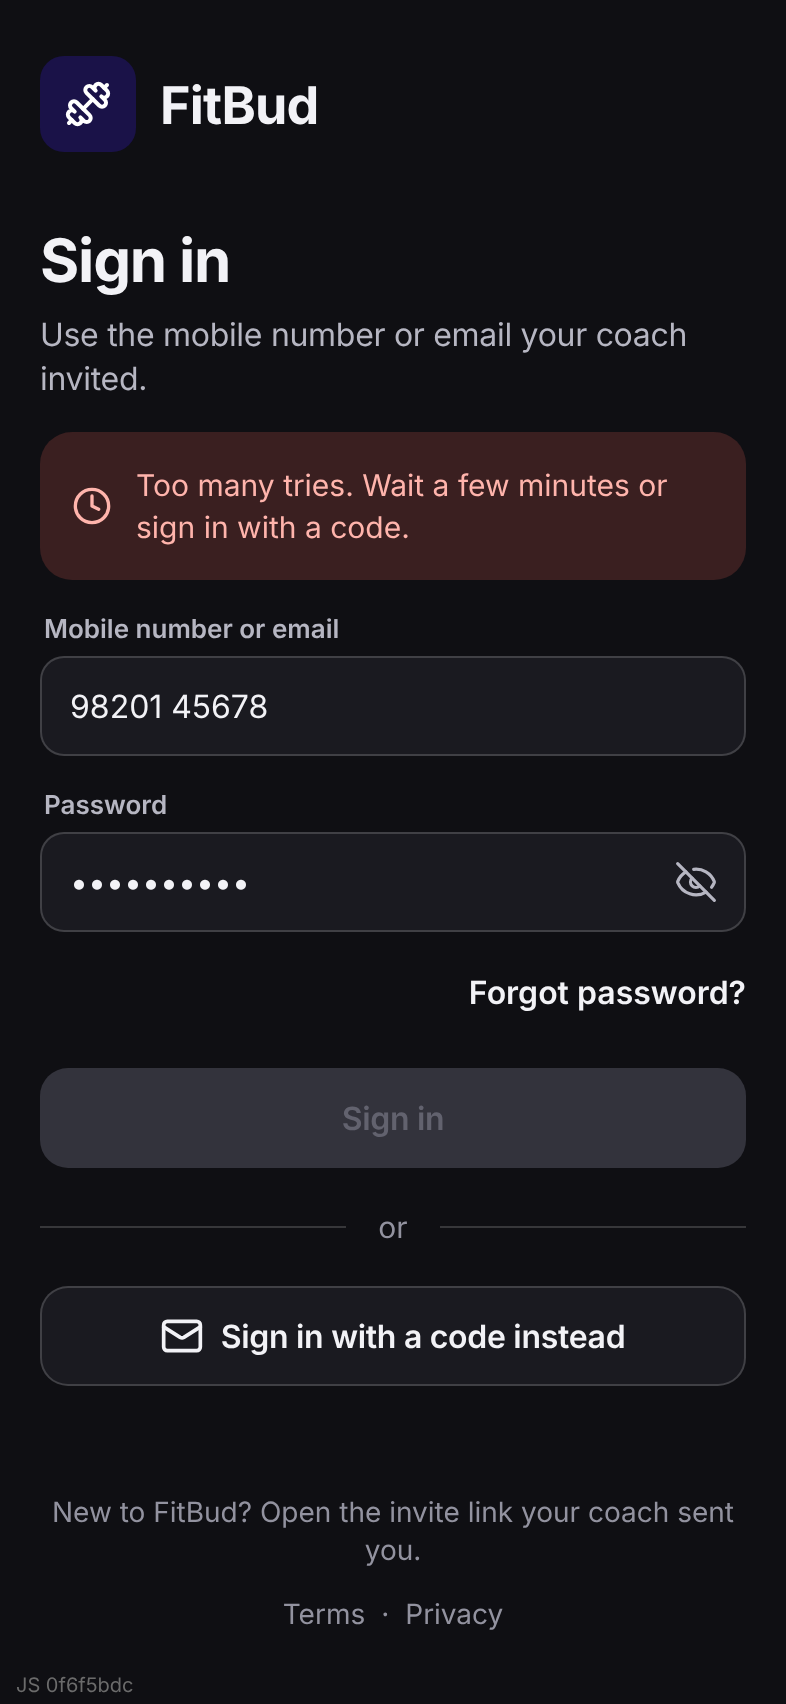 FitBud
Sign in
Use the mobile number or email your coach
invited.
Too many tries. Wait a few minutes or
sign in with a code.
Mobile number or email
98201 45678
Password
••••••••••
Forgot password?
Sign in
or
Sign in with a code instead
New to FitBud? Open the invite link your coach sent
you.
Terms · Privacy
JS 0f6f5bdc